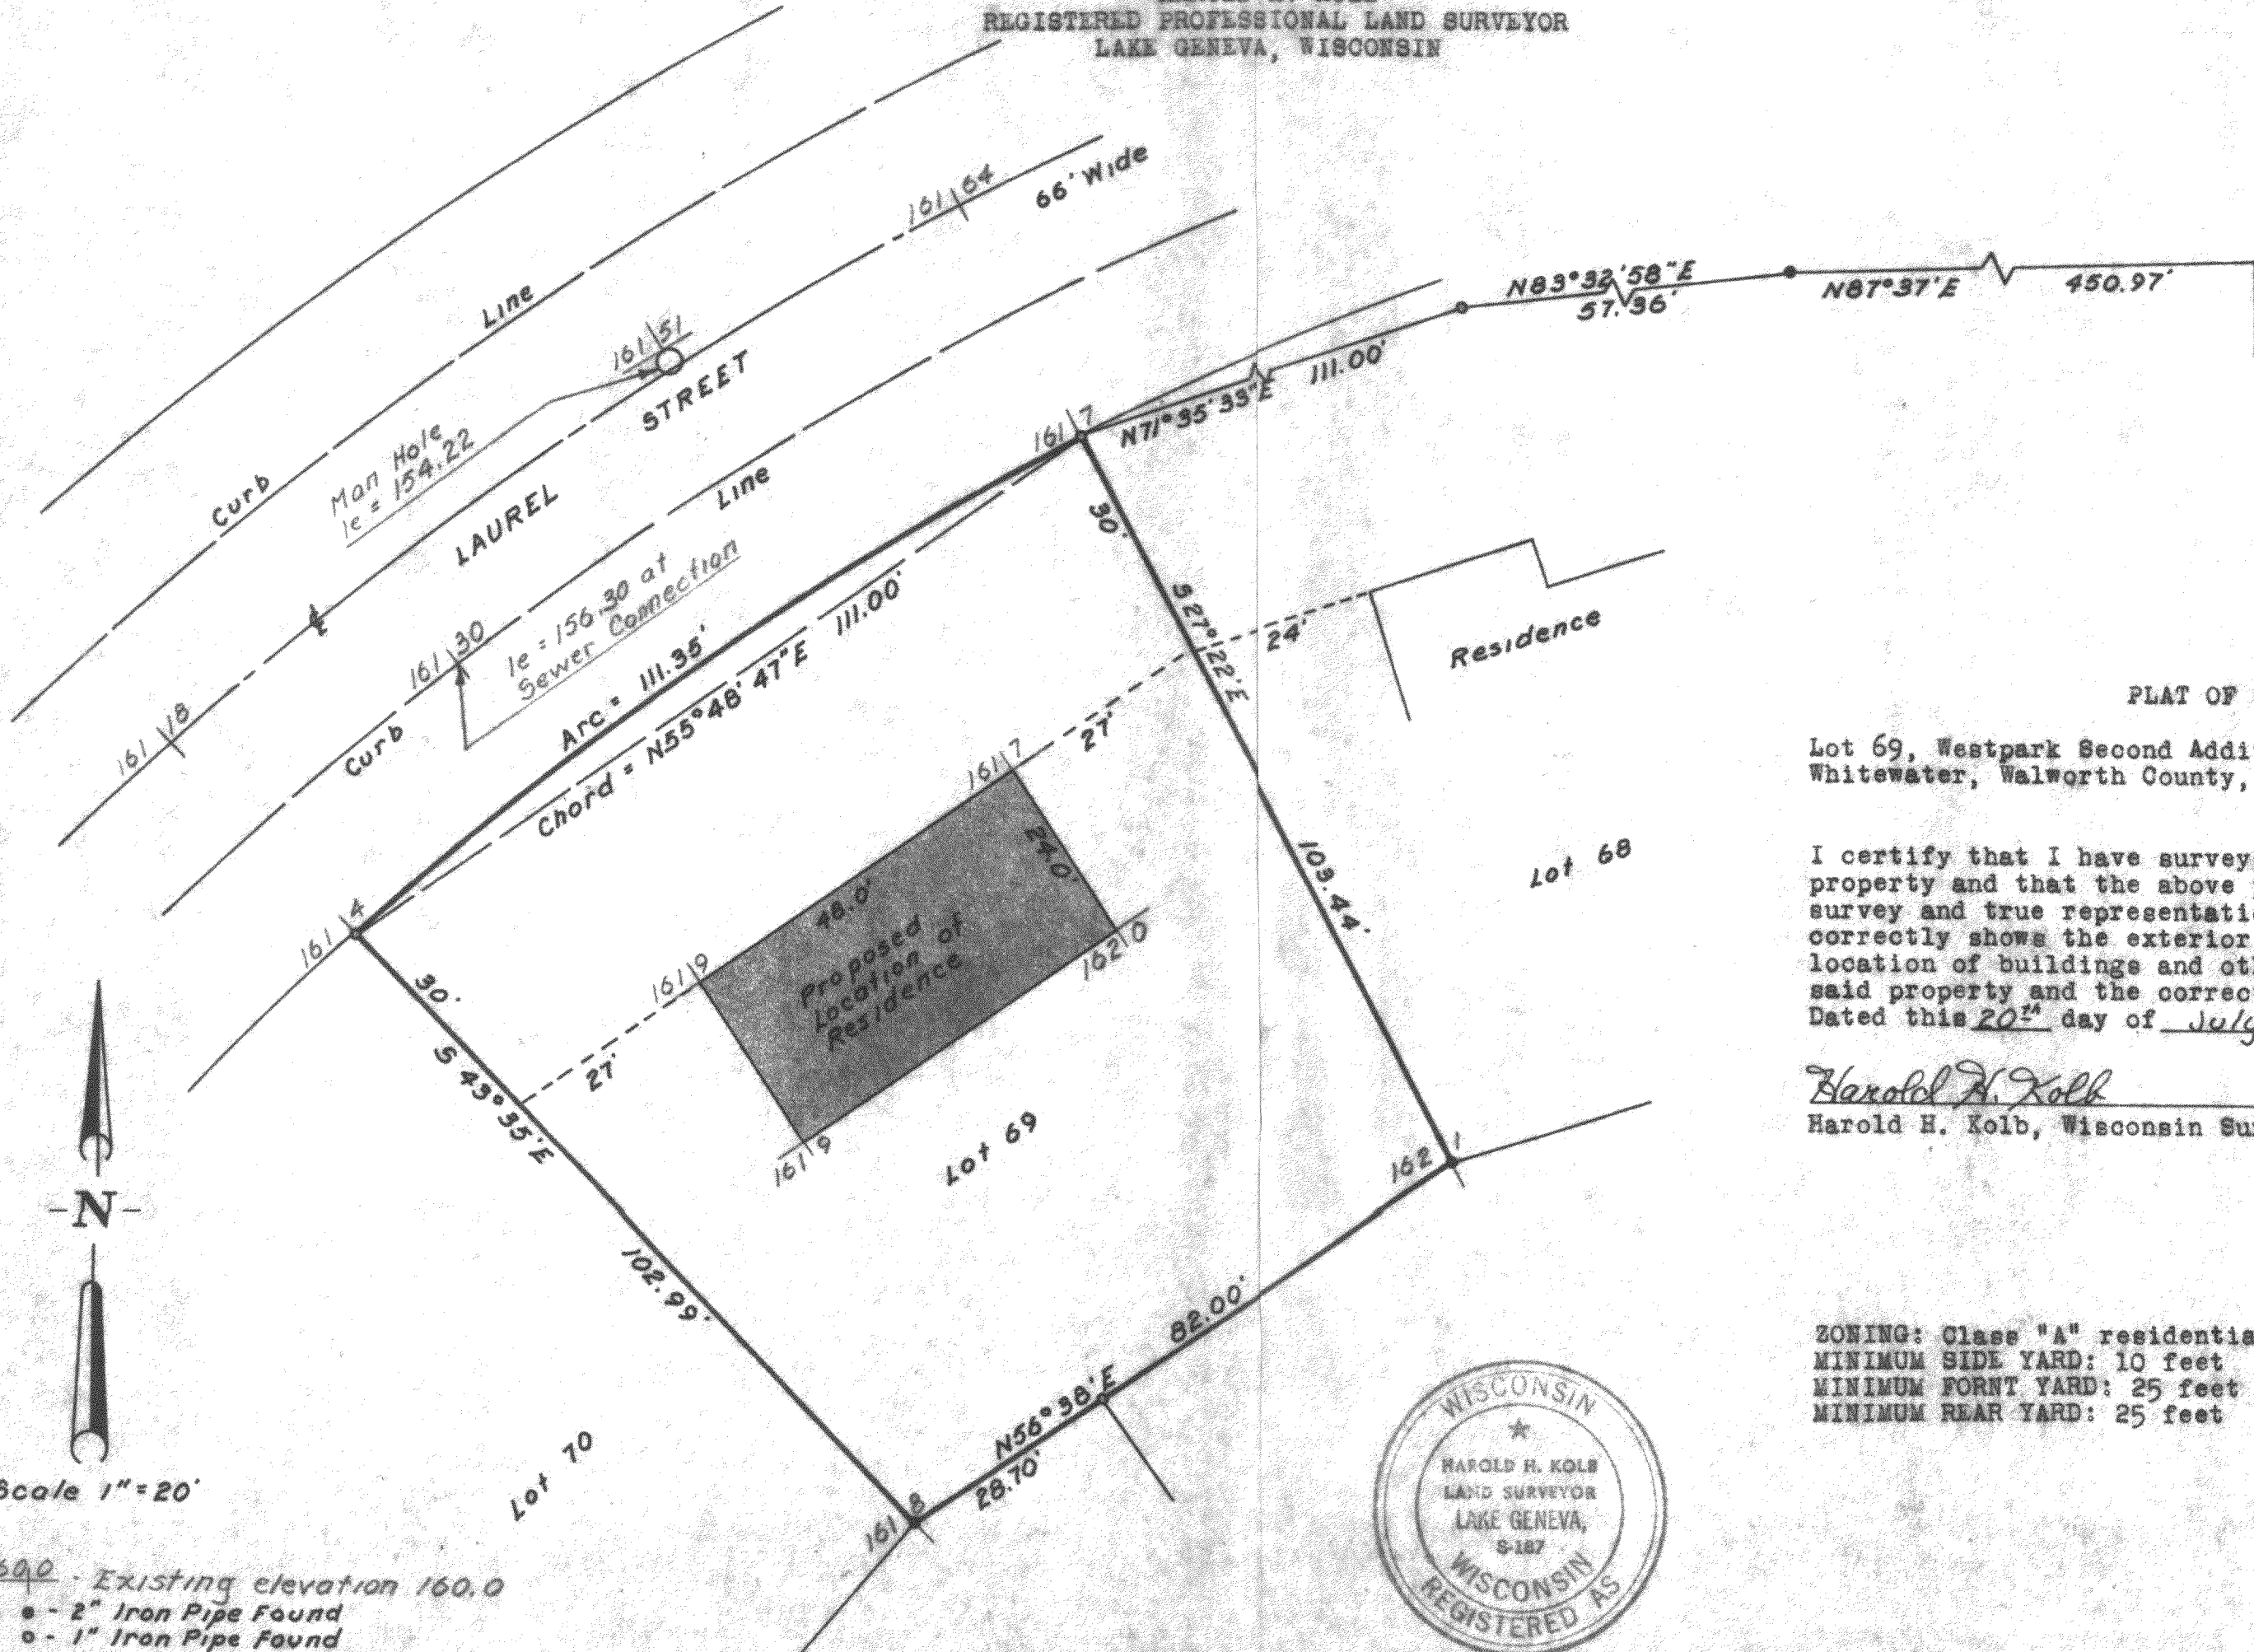 REGISTERED PROFESSIONAL LAND SURVEYOR
LAKE GENEVA, WISCONSIN
161 64
66' Wide
Line
161 51
Man Hole
Ie = 154.22
STREET
LAUREL
Curb
N83°32'58"E
57.36'
N87°37'E
450.97'
N71°35'33"E
111.00'
161 7
Line
161 30
Ie = 156.30 at
Sewer Connection
Curb
161 18
Arc = 111.35'
Chord = N55°48'47"E 111.00'
30'
S27°22'E
103.44'
24'
Residence
27'
161 7
24.0'
48.0'
Proposed
Location of
Residence
161 9
162 0
161 9
161 4
30'
27'
S 43°35'E
102.99'
Lot 69
Lot 68
162 1
82.00'
N56°38'E
28.70'
161 8
Lot 70
N
Scale 1"=20'
Existing elevation 160.0
- 2" Iron Pipe Found
- 1" Iron Pipe Found
PLAT OF
Lot 69, Westpark Second Addi
Whitewater, Walworth County,
I certify that I have survey
property and that the above
survey and true representati
correctly shows the exterior
location of buildings and ot
said property and the correc
Dated this 20th day of July
Harold H. Kolb
Harold H. Kolb, Wisconsin Su
ZONING: Class "A" residentia
MINIMUM SIDE YARD: 10 feet
MINIMUM FORNT YARD: 25 feet
MINIMUM REAR YARD: 25 feet
WISCONSIN
HAROLD H. KOLB
LAND SURVEYOR
LAKE GENEVA,
S-187
WISCONSIN
REGISTERED AS